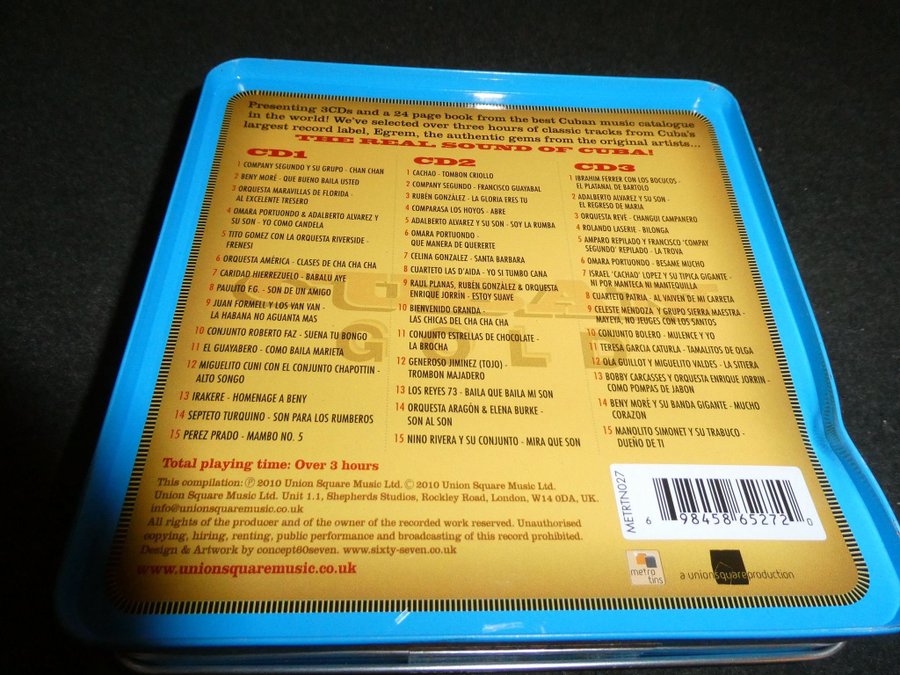 Presenting 3CDs and a 24 page book from the best Cuban music catalogue
in the world! We've selected over three hours of classic tracks from Cuba's
largest record label, Egrem, the authentic gems from the original artists...
THE REAL SOUND OF CUBA!
CD1
1 COMPANY SEGUNDO Y SU GRUPO - CHAN CHAN
2 BENY MORÉ - QUE BUENO BAILA USTED
3 ORQUESTA MARAVILLAS DE FLORIDA -
AL EXCELENTE TRESERO
4 OMARA PORTUONDO & ADALBERTO ALVAREZ Y
SU SON - YO COMO CANDELA
5 TITO GOMEZ CON LA ORQUESTA RIVERSIDE -
FRENESI
6 ORQUESTA AMÉRICA - CLASES DE CHA CHA CHA
7 CARIDAD HIERREZUELO - BABALU AYE
8 PAULITO F.G. - SON DE UN AMIGO
9 JUAN FORMELL Y LOS VAN VAN -
LA HABANA NO AGUANTA MAS
10 CONJUNTO ROBERTO FAZ - SUENA TU BONGO
11 EL GUAYABERO - COMO BAILA MARIETA
12 MIGUELITO CUNI CON EL CONJUNTO CHAPOTTIN -
ALTO SONGO
13 IRAKERE - HOMENAGE A BENY
14 SEPTETO TURQUINO - SON PARA LOS RUMBEROS
15 PEREZ PRADO - MAMBO NO. 5
CD2
1 CACHAO - TOMBON CRIOLLO
2 COMPANY SEGUNDO - FRANCISCO GUAYABAL
3 RUBÉN GONZALEZ - LA GLORIA ERES TU
4 COMPARASA LOS HOYOS - ABRE
5 ADALBERTO ALVAREZ Y SU SON - SOY LA RUMBA
6 OMARA PORTUONDO -
QUE MANERA DE QUERERTE
7 CELINA GONZALEZ - SANTA BARBARA
8 CUARTETO LAS D'AIDA - YO SI TUMBO CANA
9 RAUL PLANAS, RUBÉN GONZÁLEZ & ORQUESTA
ENRIQUE JORRÍN - ESTOY SUAVE
10 BIENVENIDO GRANDA -
LAS CHICAS DEL CHA CHA CHA
11 CONJUNTO ESTRELLAS DE CHOCOLATE -
LA BROCHA
12 GENEROSO JIMINEZ (TOJO) -
TROMBON MAJADERO
13 LOS REYES 73 - BAILA QUE BAILA MI SON
14 ORQUESTA ARAGÓN & ELENA BURKE -
SON AL SON
15 NINO RIVERA Y SU CONJUNTO - MIRA QUE SON
CD3
1 IBRAHIM FERRER CON LOS BOCUCOS -
EL PLATANAL DE BARTOLO
2 ADALBERTO ALVAREZ Y SU SON -
EL REGRESO DE MARIA
3 ORQUESTA REVÉ - CHANGUI CAMPANERO
4 ROLANDO LASERIE - BILONGA
5 AMPARO REPILADO Y FRANCISCO 'COMPAY
SEGUNDO' REPILADO - LA TROVA
6 OMARA PORTUONDO - BESAME MUCHO
7 ISRAEL 'CACHAO' LOPEZ Y SU TIPICA GIGANTE -
NI POR MANTECA NI MANTEQUILLA
8 CUARTETO PATRIA - AL VAIVEN DE MI CARRETA
9 CELESTE MENDOZA Y GRUPO SIERRA MAESTRA -
MAYEYA, NO JEUGES CON LOS SANTOS
10 CONJUNTO BOLERO - MULENCE Y YO
11 TERESA GARCIA CATURLA - TAMALITOS DE OLGA
12 OLA GUILLOT Y MIGUELITO VALDES - LA SITIERA
13 BOBBY CARCASSES Y ORQUESTA ENRIQUE JORRIN -
COMO POMPAS DE JABON
14 BENY MORÉ Y SU BANDA GIGANTE - MUCHO
CORAZON
15 MANOLITO SIMONET Y SU TRABUCO -
DUEÑO DE TI
CUBAN
GOLD
Total playing time: Over 3 hours
This compilation: Ⓟ 2010 Union Square Music Ltd. © 2010 Union Square Music Ltd.
Union Square Music Ltd. Unit 1.1, Shepherds Studios, Rockley Road, London, W14 0DA, UK.
info@unionsquaremusic.co.uk
All rights of the producer and of the owner of the recorded work reserved. Unauthorised
copying, hiring, renting, public performance and broadcasting of this record prohibited.
Design & Artwork by concept60seven. www.sixty-seven.co.uk
www.unionsquaremusic.co.uk
METRTN027
6 98458 65272 0
metro
tins
a unionsquareproduction